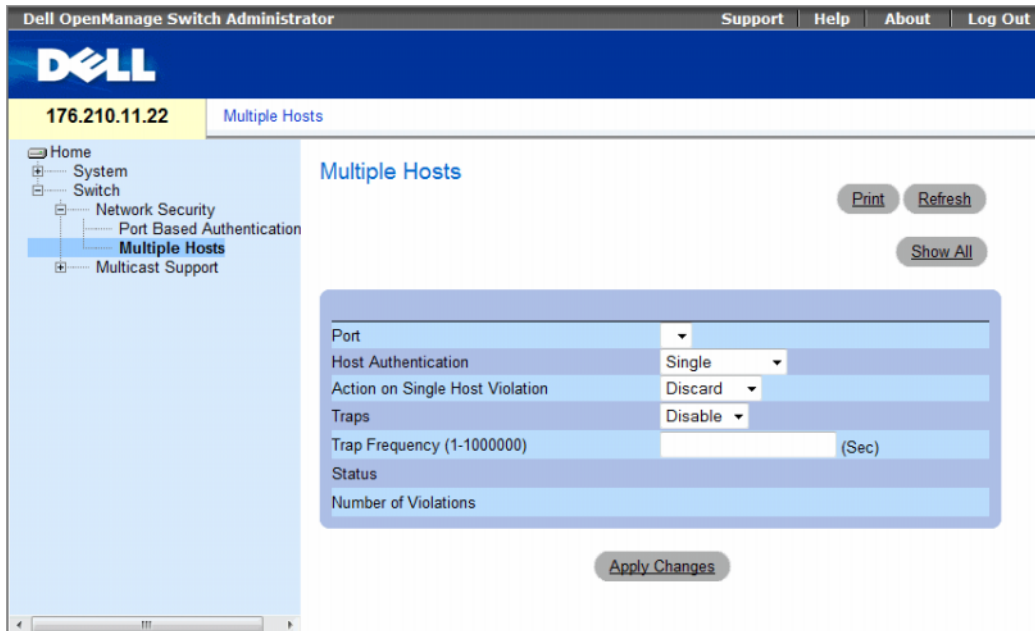 Dell OpenManage Switch Administrator
Support Help About Log Out
DELL
176.210.11.22
Multiple Hosts
Home
System
Switch
Network Security
Port Based Authentication
Multiple Hosts
Multicast Support
Multiple Hosts
Print
Refresh
Show All
Port
Host Authentication Single
Action on Single Host Violation Discard
Traps Disable
Trap Frequency (1-1000000) (Sec)
Status
Number of Violations
Apply Changes